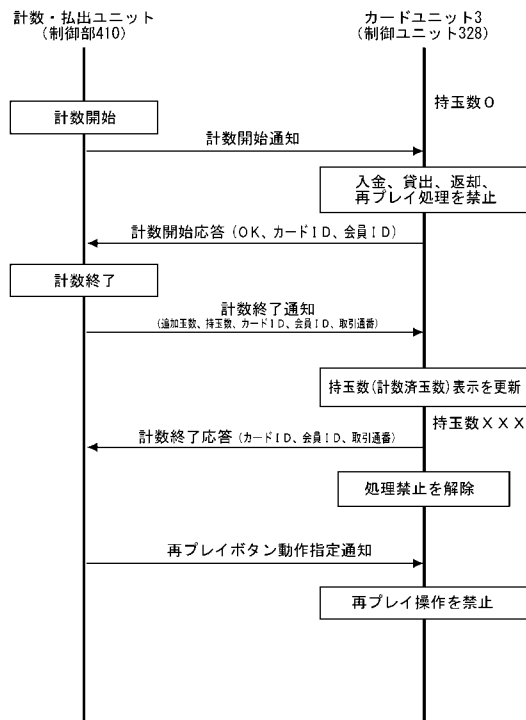 計数・払出ユニット
(制御部410)
カードユニット3
(制御ユニット328)
持玉数0
計数開始
計数開始通知
入金、貸出、返却、
再プレイ処理を禁止
計数開始応答(OK、カードID、会員ID)
計数終了
計数終了通知
(追加玉数、持玉数、カードID、会員ID、取引通番)
持玉数(計数済玉数)表示を更新
持玉数XXX
計数終了応答(カードID、会員ID、取引通番)
処理禁止を解除
再プレイボタン動作指定通知
再プレイ操作を禁止